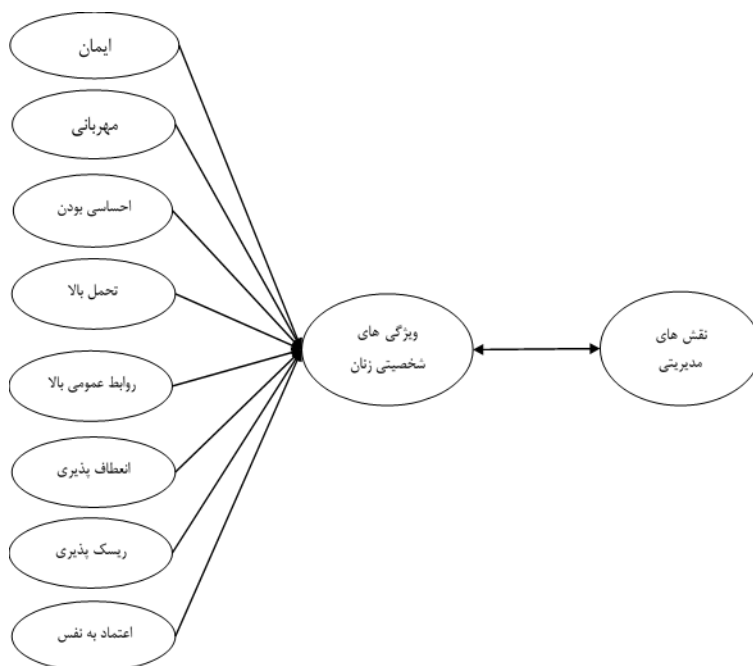 ایمان
مهربانی
احساسی بودن
تحمل بالا
روابط عمومی بالا
انعطاف پذیری
ریسک پذیری
اعتماد به نفس
ویژگی های
شخصیتی زنان
نقش های
مدیریتی